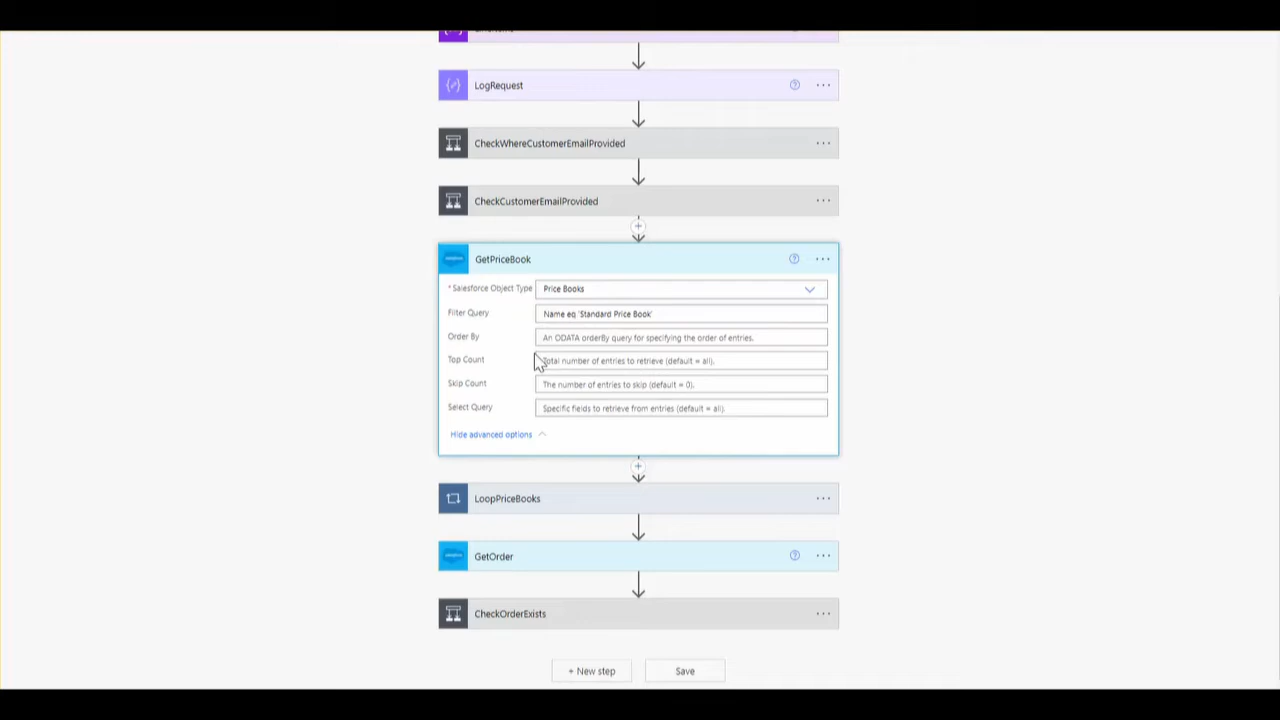 LogRequest
CheckWhereCustomerEmailProvided
CheckCustomerEmailProvided
GetPriceBook
* Salesforce Object Type
Price Books
Filter Query
Name eq 'Standard Price Book'
Order By
An ODATA orderBy query for specifying the order of entries.
Top Count
Total number of entries to retrieve (default = all).
Skip Count
The number of entries to skip (default = 0).
Select Query
Specific fields to retrieve from entries (default = all).
Hide advanced options
LoopPriceBooks
GetOrder
CheckOrderExists
+ New step
Save